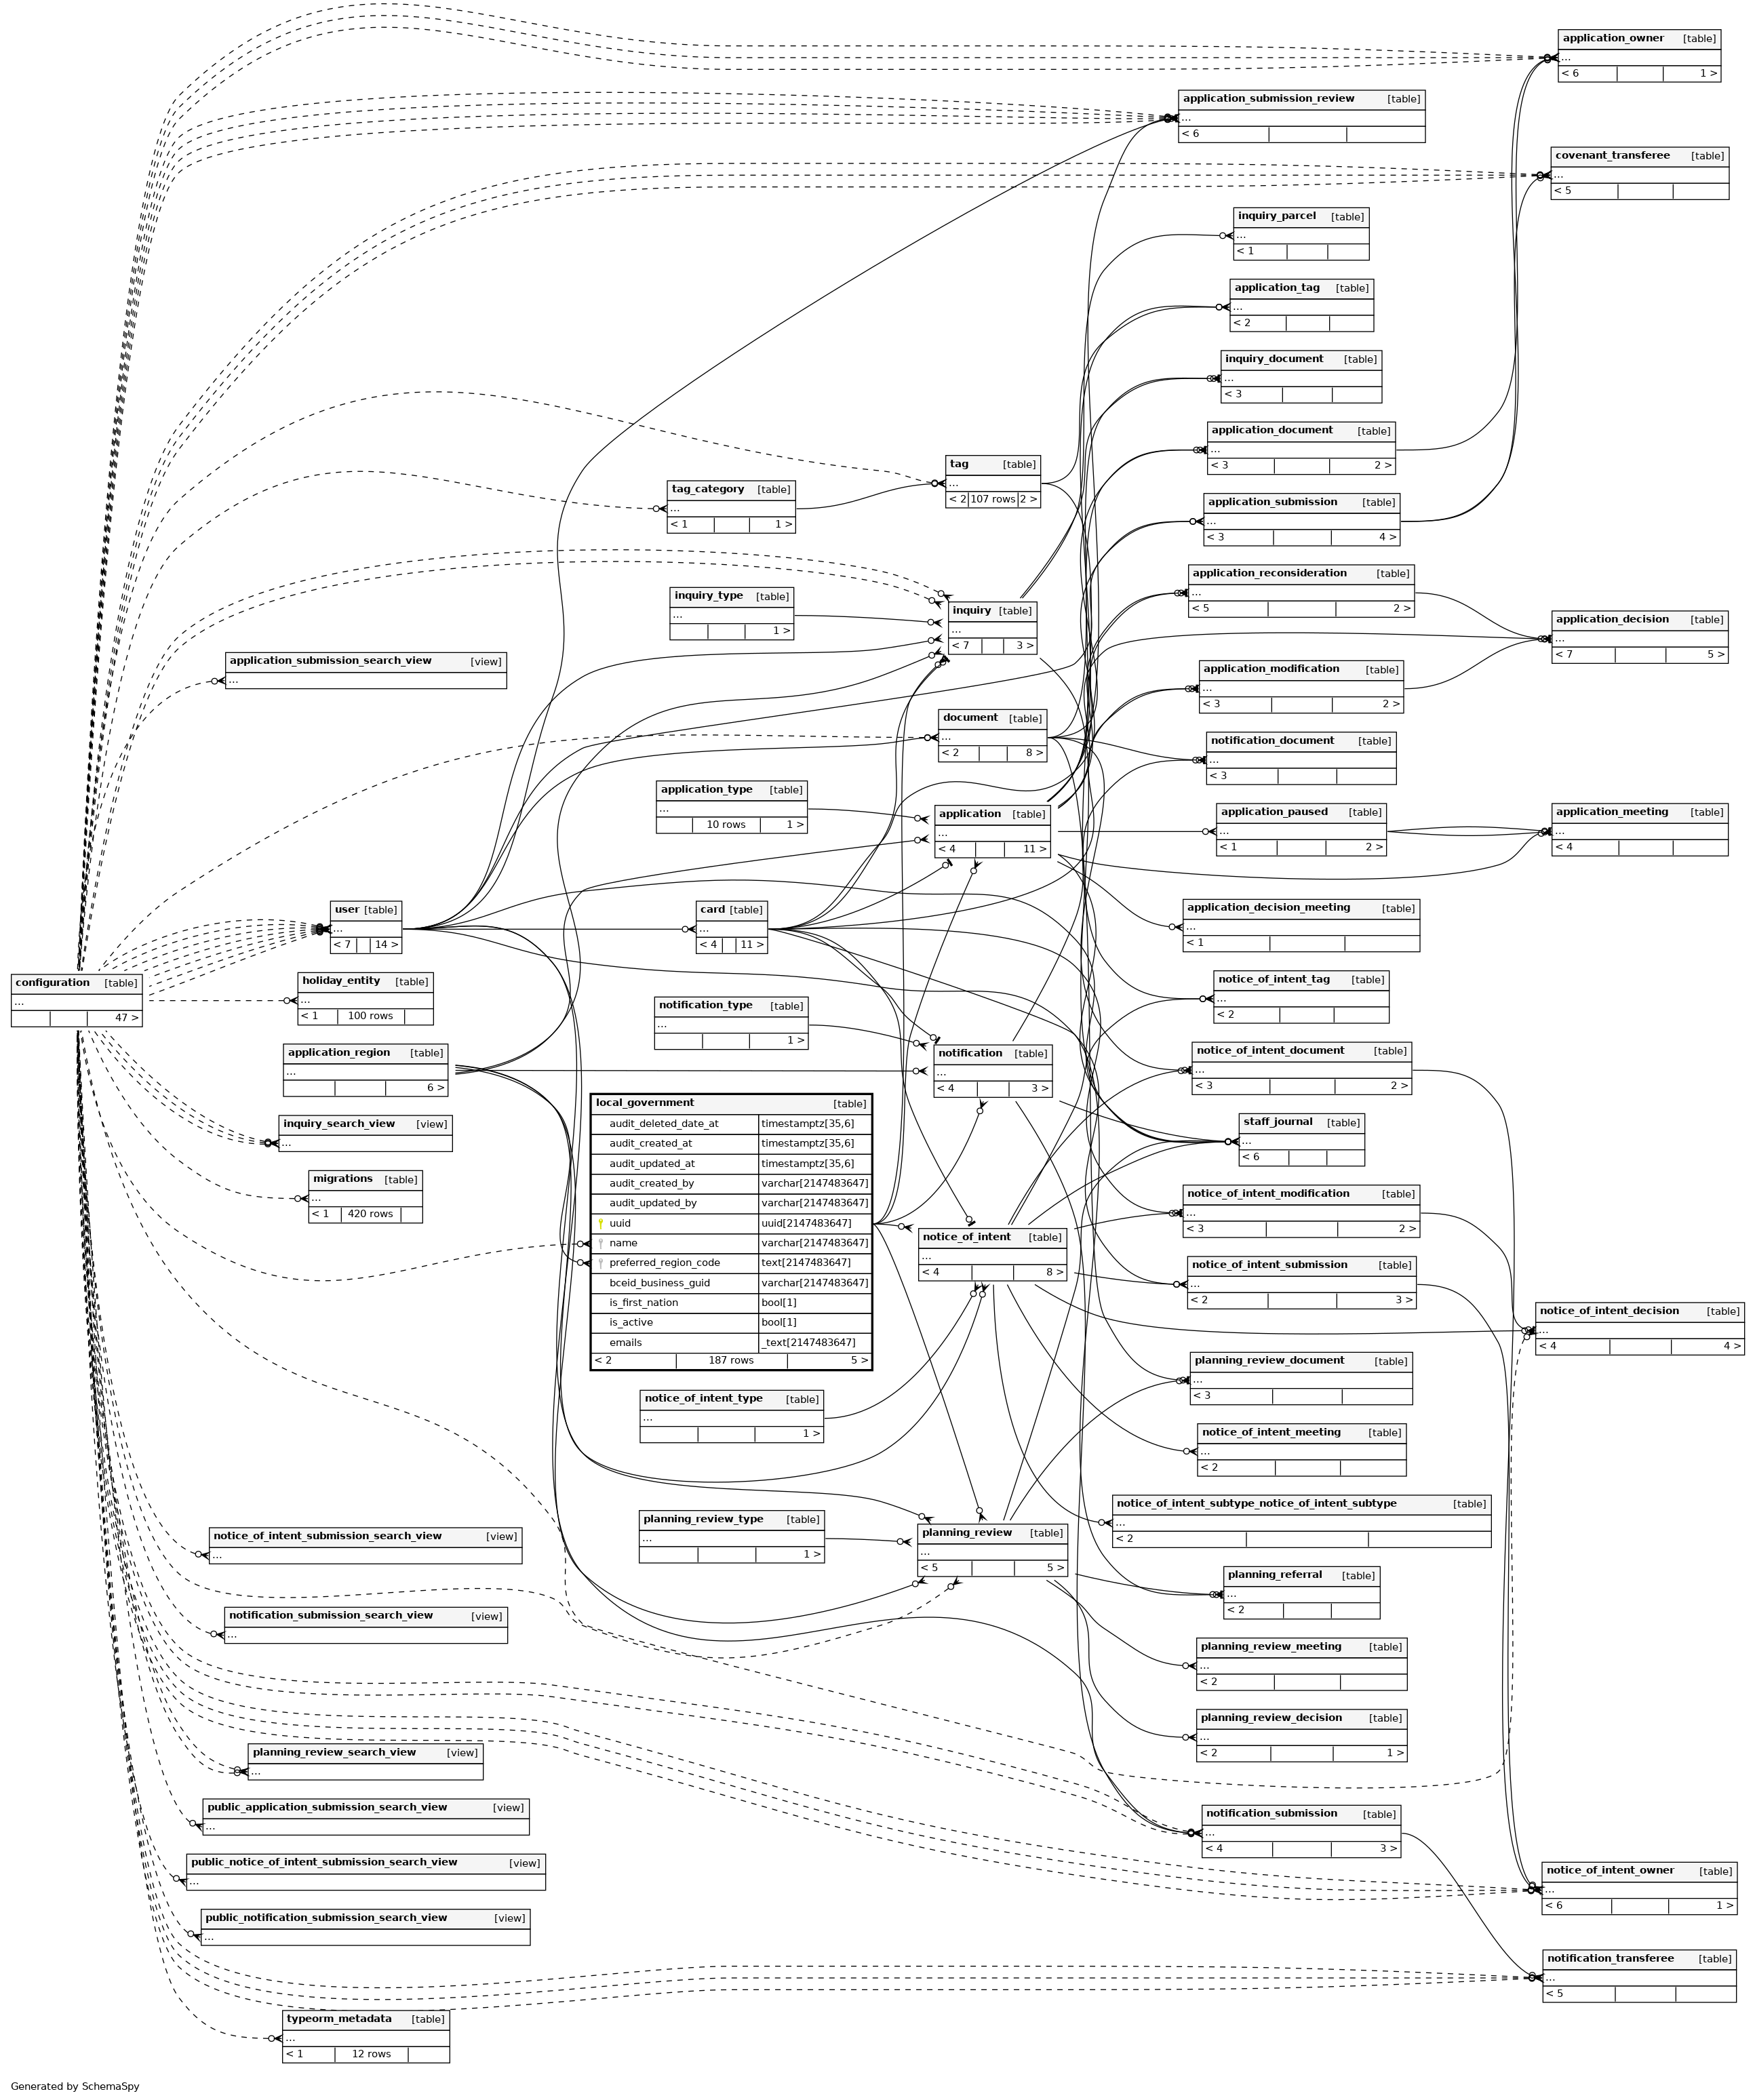 application_owner [table]
...
< 6 1 >
application_submission_review [table]
...
< 6
covenant_transferee [table]
...
< 5
inquiry_parcel [table]
...
< 1
application_tag [table]
...
< 2
inquiry_document [table]
...
< 3
application_document [table]
...
< 3 2 >
tag [table]
...
< 2 107 rows 2 >
tag_category [table]
...
< 1 1 >
application_submission [table]
...
< 3 4 >
application_reconsideration [table]
...
< 5 2 >
inquiry_type [table]
...
1 >
inquiry [table]
...
< 7 3 >
application_decision [table]
...
< 7 5 >
application_submission_search_view [view]
...
application_modification [table]
...
< 3 2 >
document [table]
...
< 2 8 >
notification_document [table]
...
< 3
application_type [table]
...
10 rows 1 >
application [table]
...
< 4 11 >
application_paused [table]
...
< 1 2 >
application_meeting [table]
...
< 4
user [table]
...
< 7 14 >
card [table]
...
< 4 11 >
application_decision_meeting [table]
...
< 1
configuration [table]
...
47 >
holiday_entity [table]
...
< 1 100 rows
notice_of_intent_tag [table]
...
< 2
notification_type [table]
...
1 >
application_region [table]
...
6 >
notification [table]
...
< 4 3 >
notice_of_intent_document [table]
...
< 3 2 >
local_government [table]
audit_deleted_date_at timestamptz[35,6]
audit_created_at timestamptz[35,6]
audit_updated_at timestamptz[35,6]
audit_created_by varchar[2147483647]
audit_updated_by varchar[2147483647]
uuid uuid[2147483647]
name varchar[2147483647]
preferred_region_code text[2147483647]
bceid_business_guid varchar[2147483647]
is_first_nation bool[1]
is_active bool[1]
emails _text[2147483647]
< 2 187 rows 5 >
inquiry_search_view [view]
...
staff_journal [table]
...
< 6
migrations [table]
...
< 1 420 rows
notice_of_intent_modification [table]
...
< 3 2 >
notice_of_intent [table]
...
< 4 8 >
notice_of_intent_submission [table]
...
< 2 3 >
notice_of_intent_decision [table]
...
< 4 4 >
planning_review_document [table]
...
< 3
notice_of_intent_type [table]
...
1 >
notice_of_intent_meeting [table]
...
< 2
notice_of_intent_subtype_notice_of_intent_subtype [table]
...
< 2
planning_review_type [table]
...
1 >
planning_review [table]
...
< 5 5 >
notice_of_intent_submission_search_view [view]
...
planning_referral [table]
...
< 2
notification_submission_search_view [view]
...
planning_review_meeting [table]
...
< 2
planning_review_decision [table]
...
< 2 1 >
planning_review_search_view [view]
...
public_application_submission_search_view [view]
...
notification_submission [table]
...
< 4 3 >
public_notice_of_intent_submission_search_view [view]
...
notice_of_intent_owner [table]
...
< 6 1 >
public_notification_submission_search_view [view]
...
notification_transferee [table]
...
< 5
typeorm_metadata [table]
...
< 1 12 rows
Generated by SchemaSpy